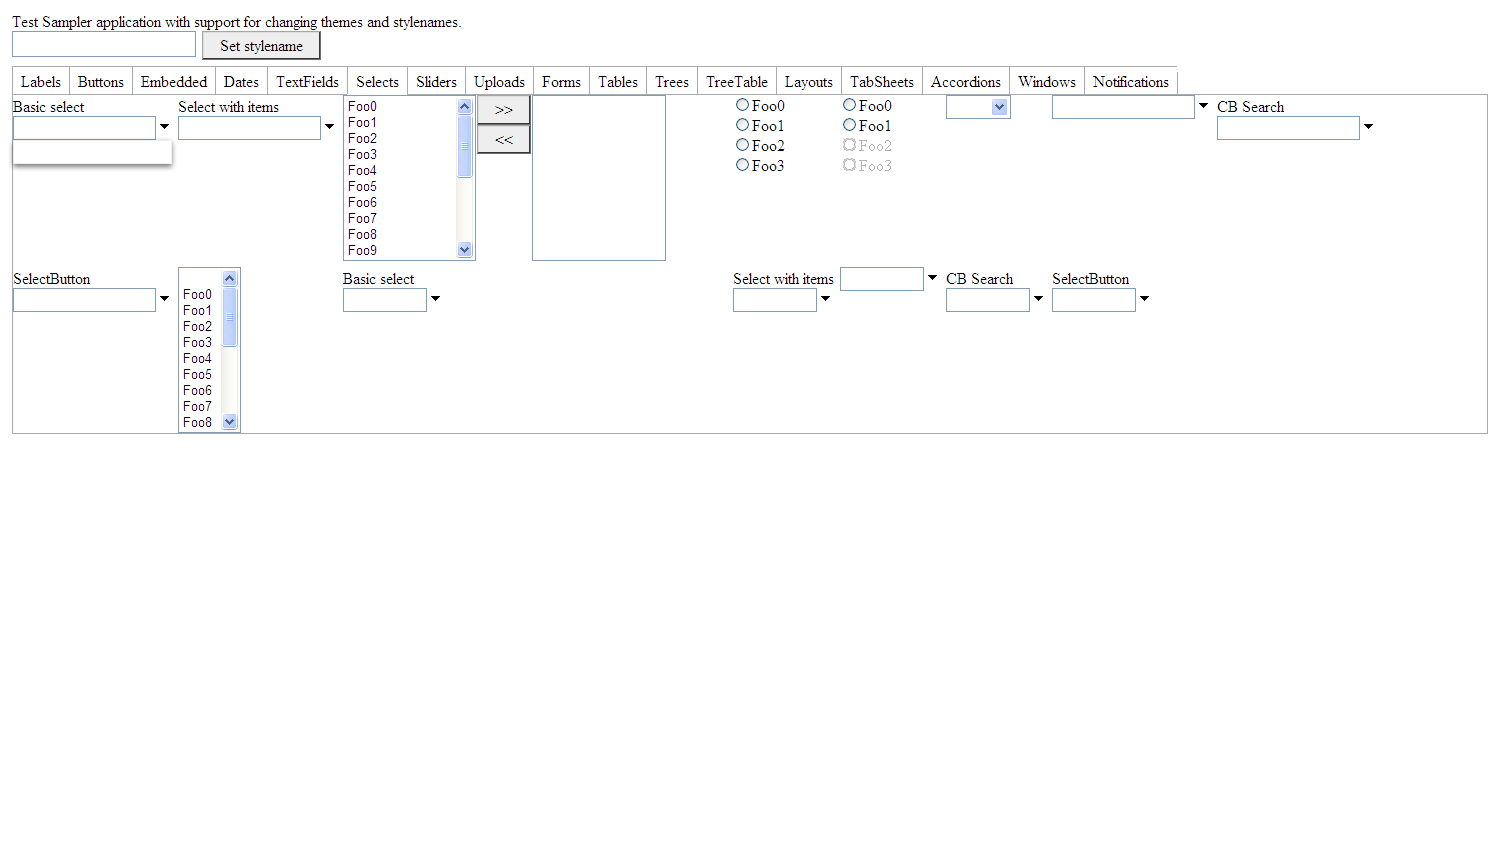 Test Sampler application with support for changing themes and stylenames.
Set stylename
Labels Buttons Embedded Dates TextFields Selects Sliders Uploads Forms Tables Trees TreeTable Layouts TabSheets Accordions Windows Notifications
Basic select
Select with items
Foo0
Foo1
Foo2
Foo3
Foo4
Foo5
Foo6
Foo7
Foo8
Foo9
>>
<<
Foo0
Foo1
Foo2
Foo3
Foo0
Foo1
Foo2
Foo3
CB Search
SelectButton
Foo0
Foo1
Foo2
Foo3
Foo4
Foo5
Foo6
Foo7
Foo8
Basic select
Select with items
CB Search
SelectButton